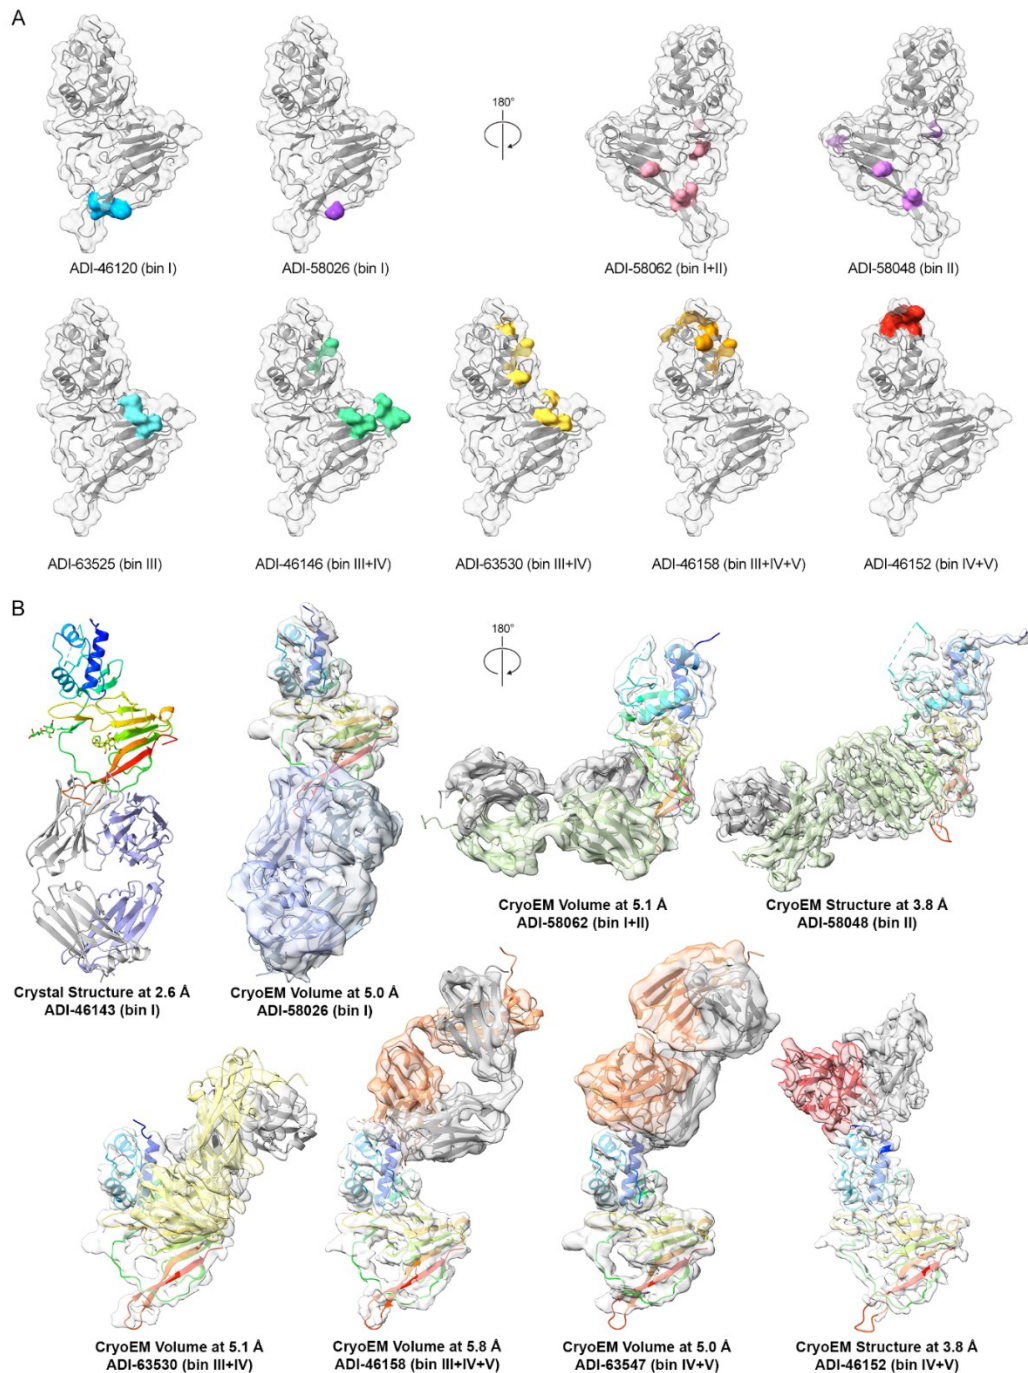 A
180°
ADI-46120 (bin I)
ADI-58026 (bin I)
ADI-58062 (bin I+II)
ADI-58048 (bin II)
ADI-63525 (bin III)
ADI-46146 (bin III+IV)
ADI-63530 (bin III+IV)
ADI-46158 (bin III+IV+V)
ADI-46152 (bin IV+V)
B
180°
Crystal Structure at 2.6 Å
ADI-46143 (bin I)
CryoEM Volume at 5.0 Å
ADI-58026 (bin I)
CryoEM Volume at 5.1 Å
ADI-58062 (bin I+II)
CryoEM Structure at 3.8 Å
ADI-58048 (bin II)
CryoEM Volume at 5.1 Å
ADI-63530 (bin III+IV)
CryoEM Volume at 5.8 Å
ADI-46158 (bin III+IV+V)
CryoEM Volume at 5.0 Å
ADI-63547 (bin IV+V)
CryoEM Structure at 3.8 Å
ADI-46152 (bin IV+V)